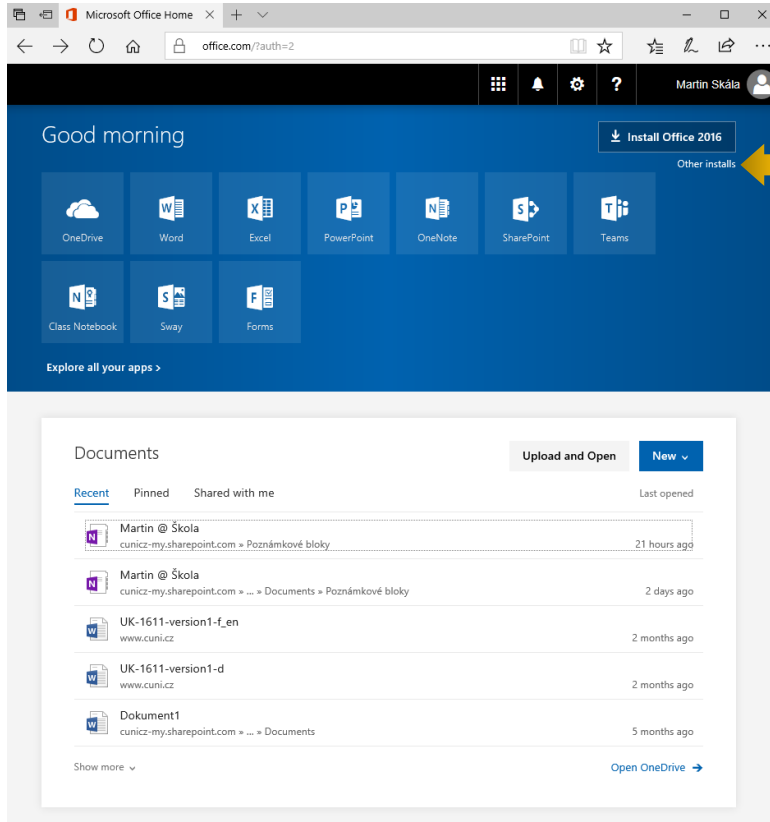 Microsoft Office Home
office.com/?auth=2
?
Martin Skála
Good morning
Install Office 2016
Other installs
OneDrive
Word
Excel
PowerPoint
OneNote
SharePoint
Teams
Class Notebook
Sway
Forms
Explore all your apps >
Documents
Upload and Open
New
Recent
Pinned
Shared with me
Last opened
Martin @ Škola
cunicz-my.sharepoint.com » Poznámkové bloky
21 hours ago
Martin @ Škola
cunicz-my.sharepoint.com » ... » Documents » Poznámkové bloky
2 days ago
UK-1611-version1-f_en
www.cuni.cz
2 months ago
UK-1611-version1-d
www.cuni.cz
2 months ago
Dokument1
cunicz-my.sharepoint.com » ... » Documents
5 months ago
Show more
Open OneDrive